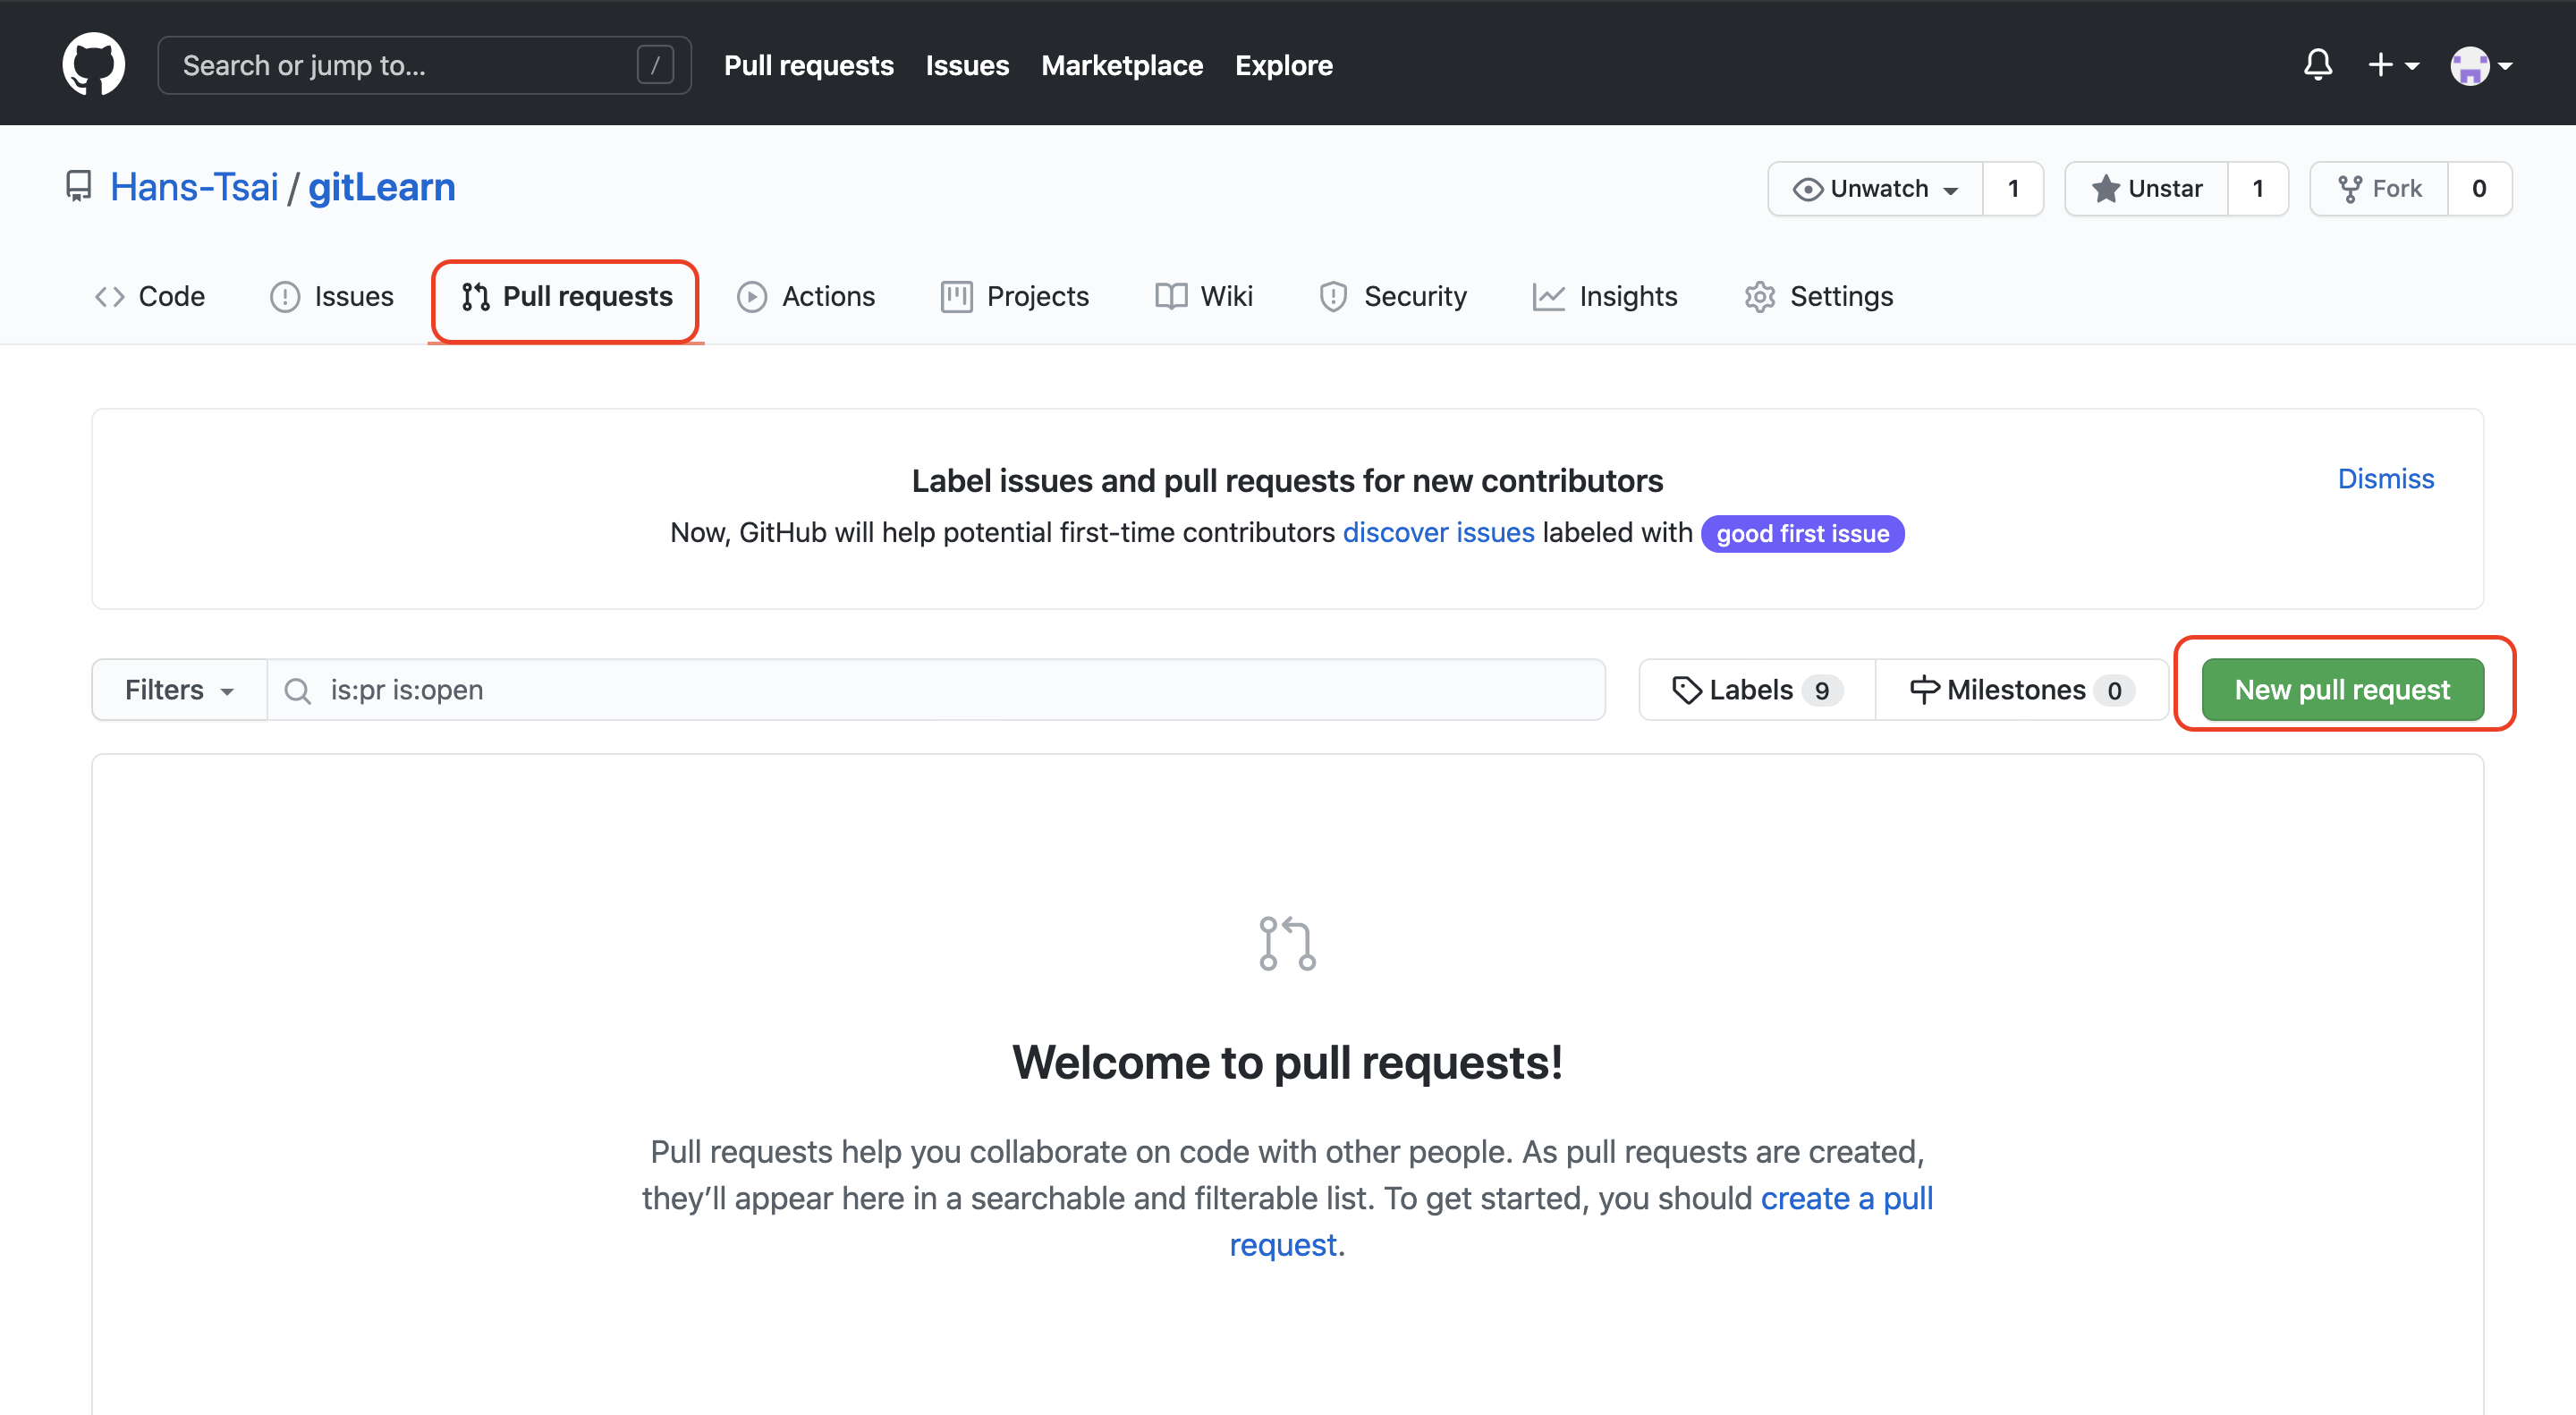 Search or jump to... /
Pull requests Issues Marketplace Explore
Hans-Tsai / gitLearn
Unwatch 1 Unstar 1 Fork 0
Code Issues Pull requests Actions Projects Wiki Security Insights Settings
Label issues and pull requests for new contributors
Dismiss
Now, GitHub will help potential first-time contributors discover issues labeled with good first issue
Filters is:pr is:open Labels 9 Milestones 0 New pull request
Welcome to pull requests!
Pull requests help you collaborate on code with other people. As pull requests are created,
they’ll appear here in a searchable and filterable list. To get started, you should create a pull
request.